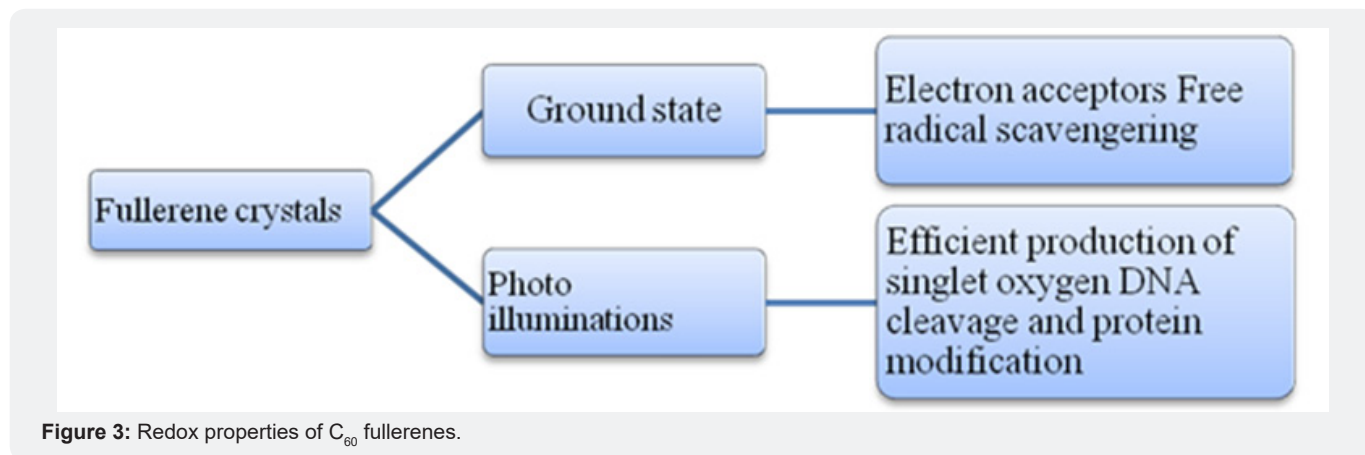 Fullerene crystals
Ground state
Electron acceptors Free
radical scavengering
Photo
illuminations
Efficient production of
singlet oxygen DNA
cleavage and protein
modification
Figure 3: Redox properties of C₆₀ fullerenes.